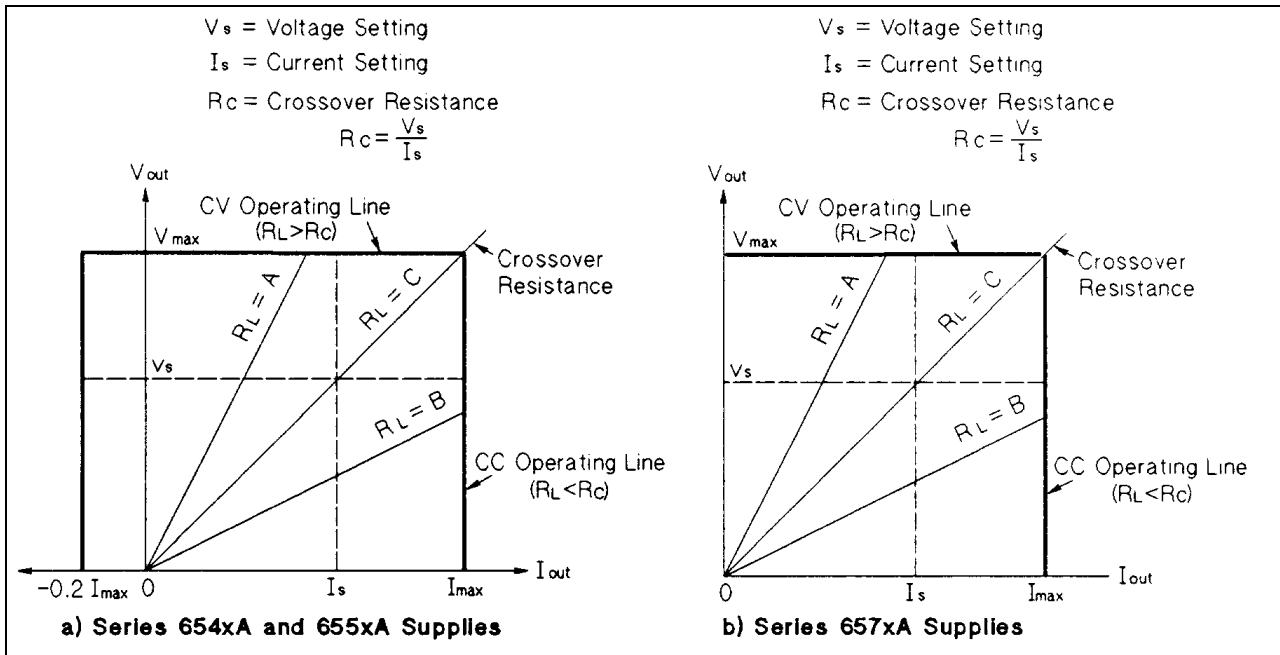 Vs = Voltage Setting
Is = Current Setting
Rc = Crossover Resistance
Rc = Vs
Is
Vout
CV Operating Line
(RL>Rc)
Vmax
Crossover
Resistance
RL = A
RL = C
Vs
RL = B
CC Operating Line
(RL<Rc)
-0.2 Imax
0
Is
Imax
Iout
a) Series 654xA and 655xA Supplies
Vs = Voltage Setting
Is = Current Setting
Rc = Crossover Resistance
Rc = Vs
Is
Vout
CV Operating Line
(RL>Rc)
Vmax
Crossover
Resistance
RL = A
RL = C
Vs
RL = B
CC Operating Line
(RL<Rc)
0
Is
Imax
Iout
b) Series 657xA Supplies